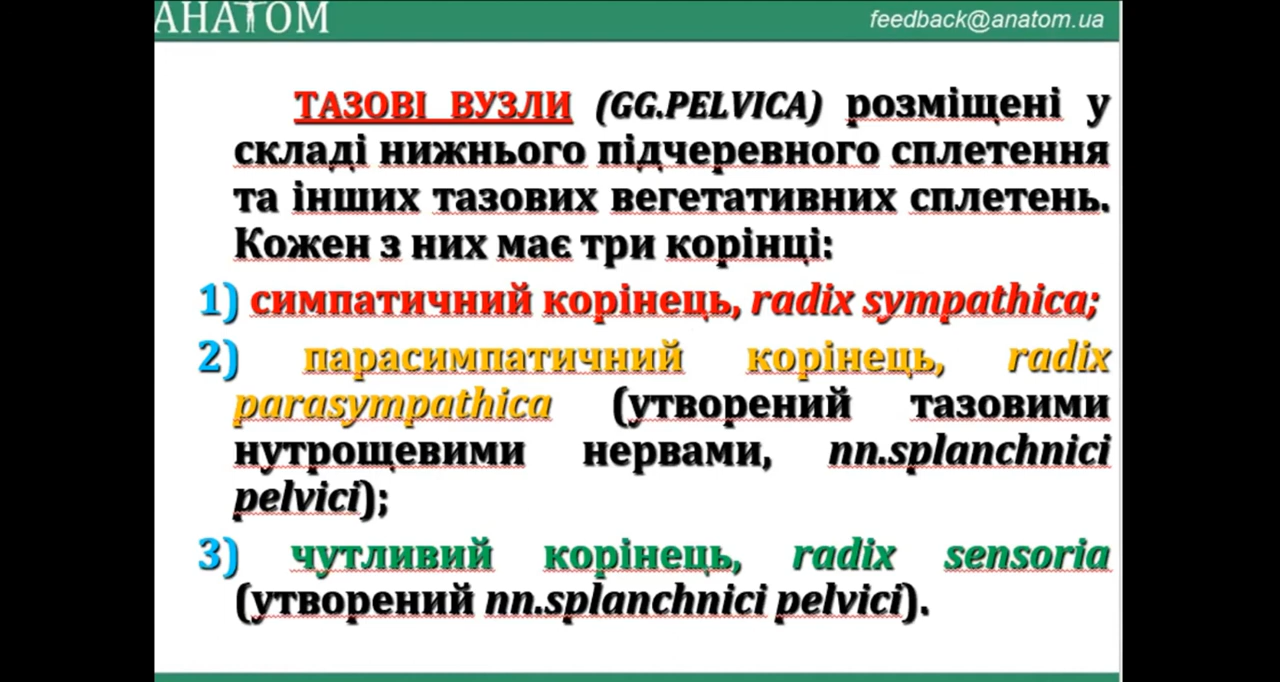 АНАТОМ
feedback@anatom.ua
ТАЗОВІ ВУЗЛИ (GG.PELVICA) розміщені у
складі нижнього підчеревного сплетення
та інших тазових вегетативних сплетень.
Кожен з них має три корінці:
1) симпатичний корінець, radix sympathica;
2) парасимпатичний корінець, radix
parasympathica (утворений тазовими
нутрощевими нервами, nn.splanchnici
pelvici);
3) чутливий корінець, radix sensoria
(утворений nn.splanchnici pelvici).